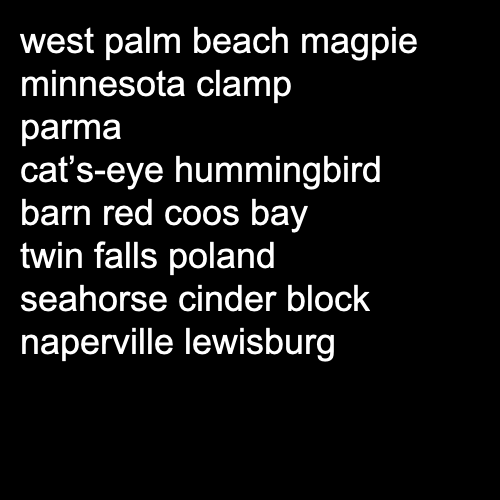 west palm beach magpie
minnesota clamp
parma
cat’s-eye hummingbird
barn red coos bay
twin falls poland
seahorse cinder block
naperville lewisburg